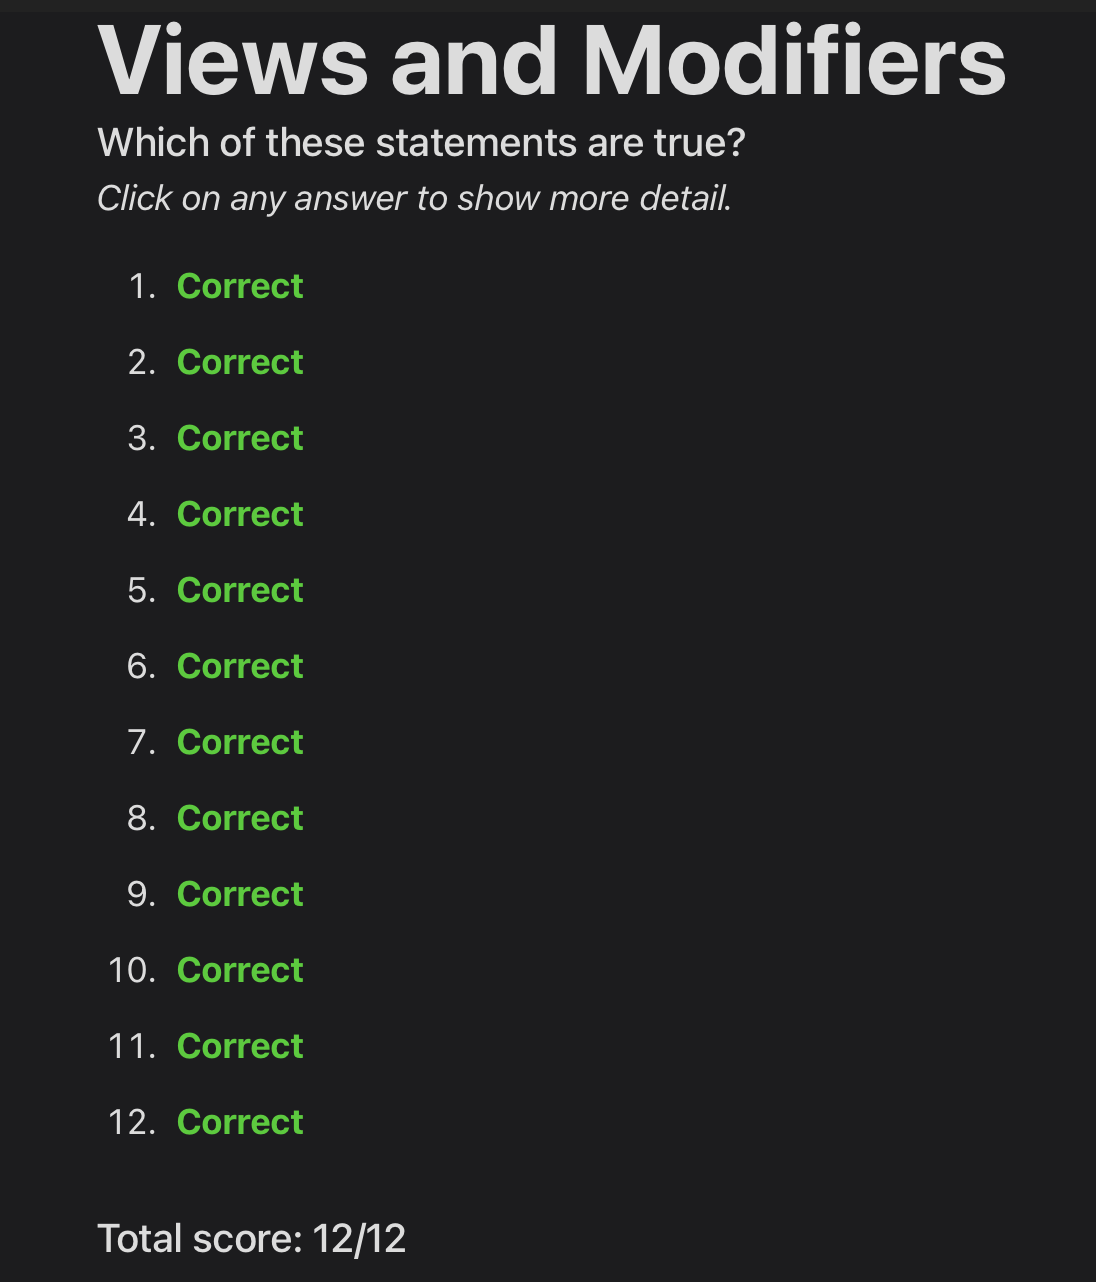 Views and Modifiers
Which of these statements are true?
Click on any answer to show more detail.
1. Correct
2. Correct
3. Correct
4. Correct
5. Correct
6. Correct
7. Correct
8. Correct
9. Correct
10. Correct
11. Correct
12. Correct
Total score: 12/12